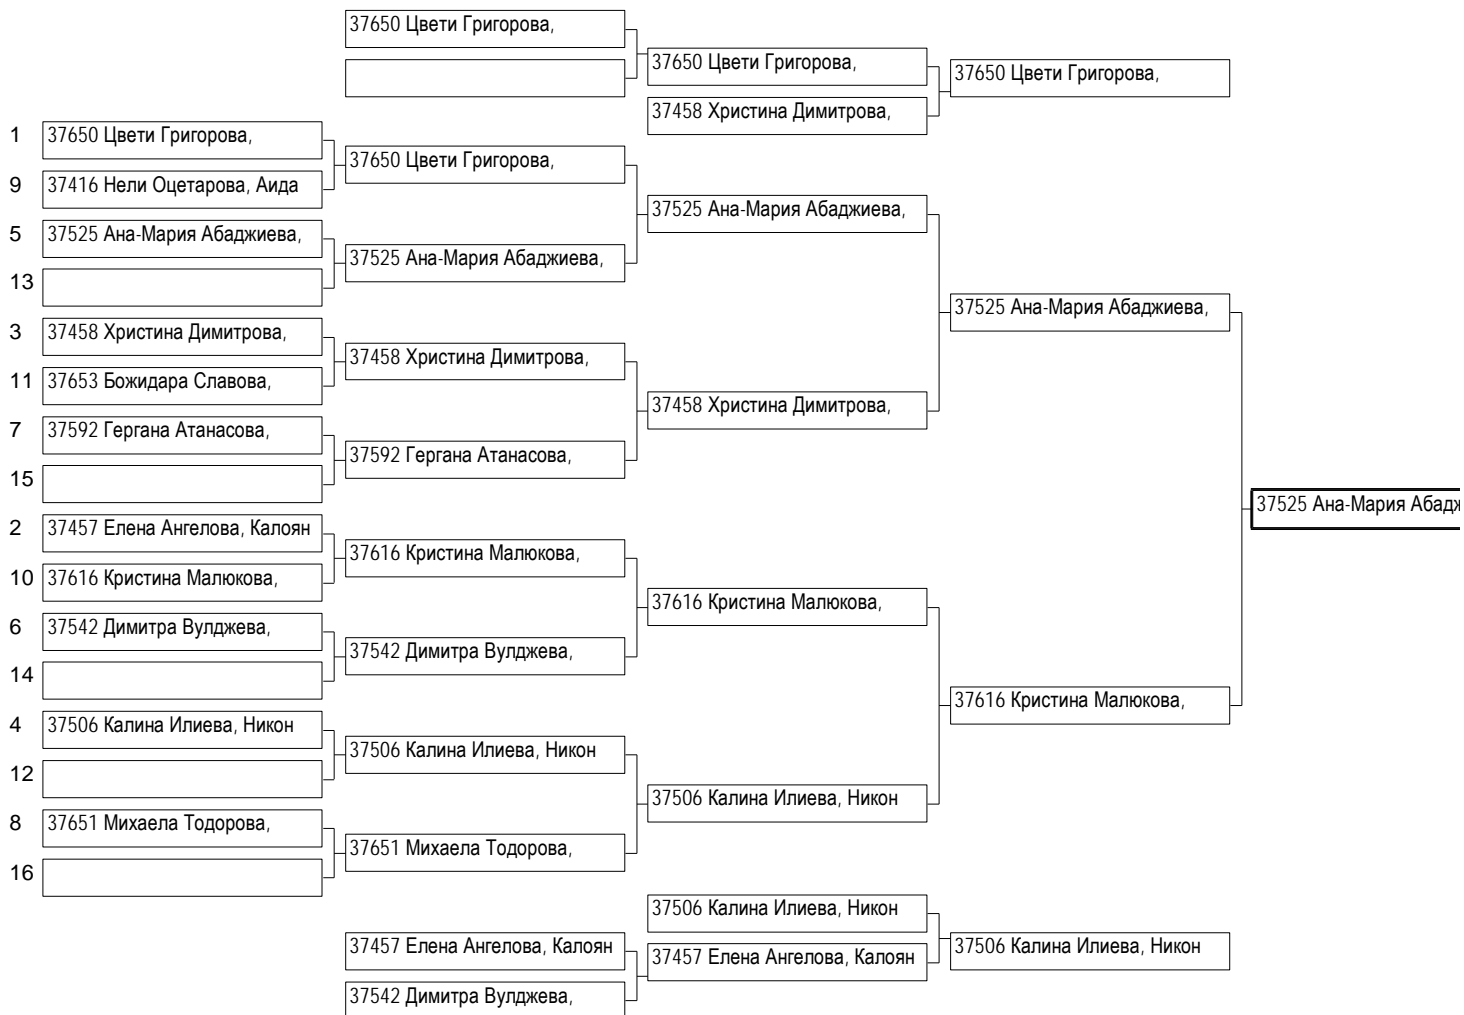 37650 Цвети Григорова,
37650 Цвети Григорова,
37650 Цвети Григорова,
37458 Христина Димитрова,
1 37650 Цвети Григорова,
37650 Цвети Григорова,
9 37416 Нели Оцетарова, Аида
37525 Ана-Мария Абаджиева,
5 37525 Ана-Мария Абаджиева,
37525 Ана-Мария Абаджиева,
13
37525 Ана-Мария Абаджиева,
3 37458 Христина Димитрова,
37458 Христина Димитрова,
11 37653 Божидара Славова,
37458 Христина Димитрова,
7 37592 Гергана Атанасова,
37592 Гергана Атанасова,
15
37525 Ана-Мария Абадж
2 37457 Елена Ангелова, Калоян
37616 Кристина Малюкова,
10 37616 Кристина Малюкова,
37616 Кристина Малюкова,
6 37542 Димитра Вулджева,
37542 Димитра Вулджева,
14
37616 Кристина Малюкова,
4 37506 Калина Илиева, Никон
37506 Калина Илиева, Никон
12
37506 Калина Илиева, Никон
8 37651 Михаела Тодорова,
37651 Михаела Тодорова,
16
37506 Калина Илиева, Никон
37457 Елена Ангелова, Калоян
37457 Елена Ангелова, Калоян
37506 Калина Илиева, Никон
37542 Димитра Вулджева,